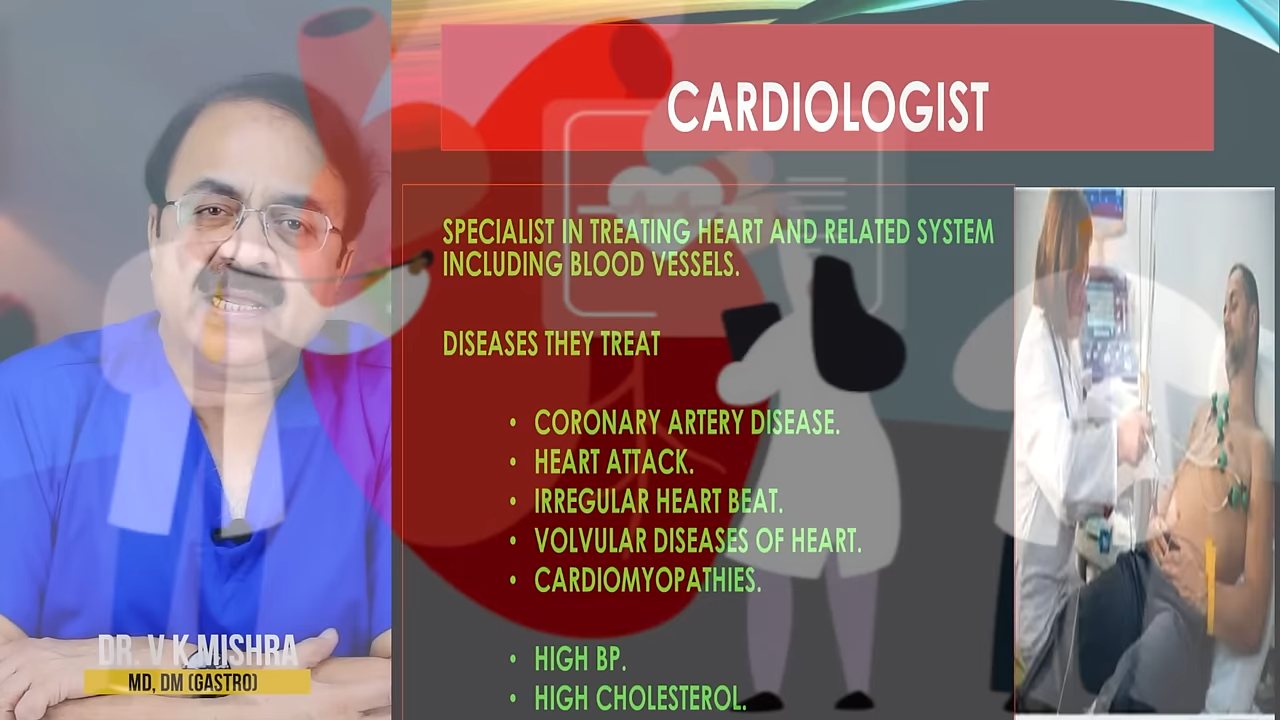 CARDIOLOGIST
SPECIALIST IN TREATING HEART AND RELATED SYSTEM
INCLUDING BLOOD VESSELS.
DISEASES THEY TREAT
• CORONARY ARTERY DISEASE.
• HEART ATTACK.
• IRREGULAR HEART BEAT.
• VOLVULAR DISEASES OF HEART.
• CARDIOMYOPATHIES.
• HIGH BP.
• HIGH CHOLESTEROL.
DR. V K MISHRA
MD, DM (GASTRO)